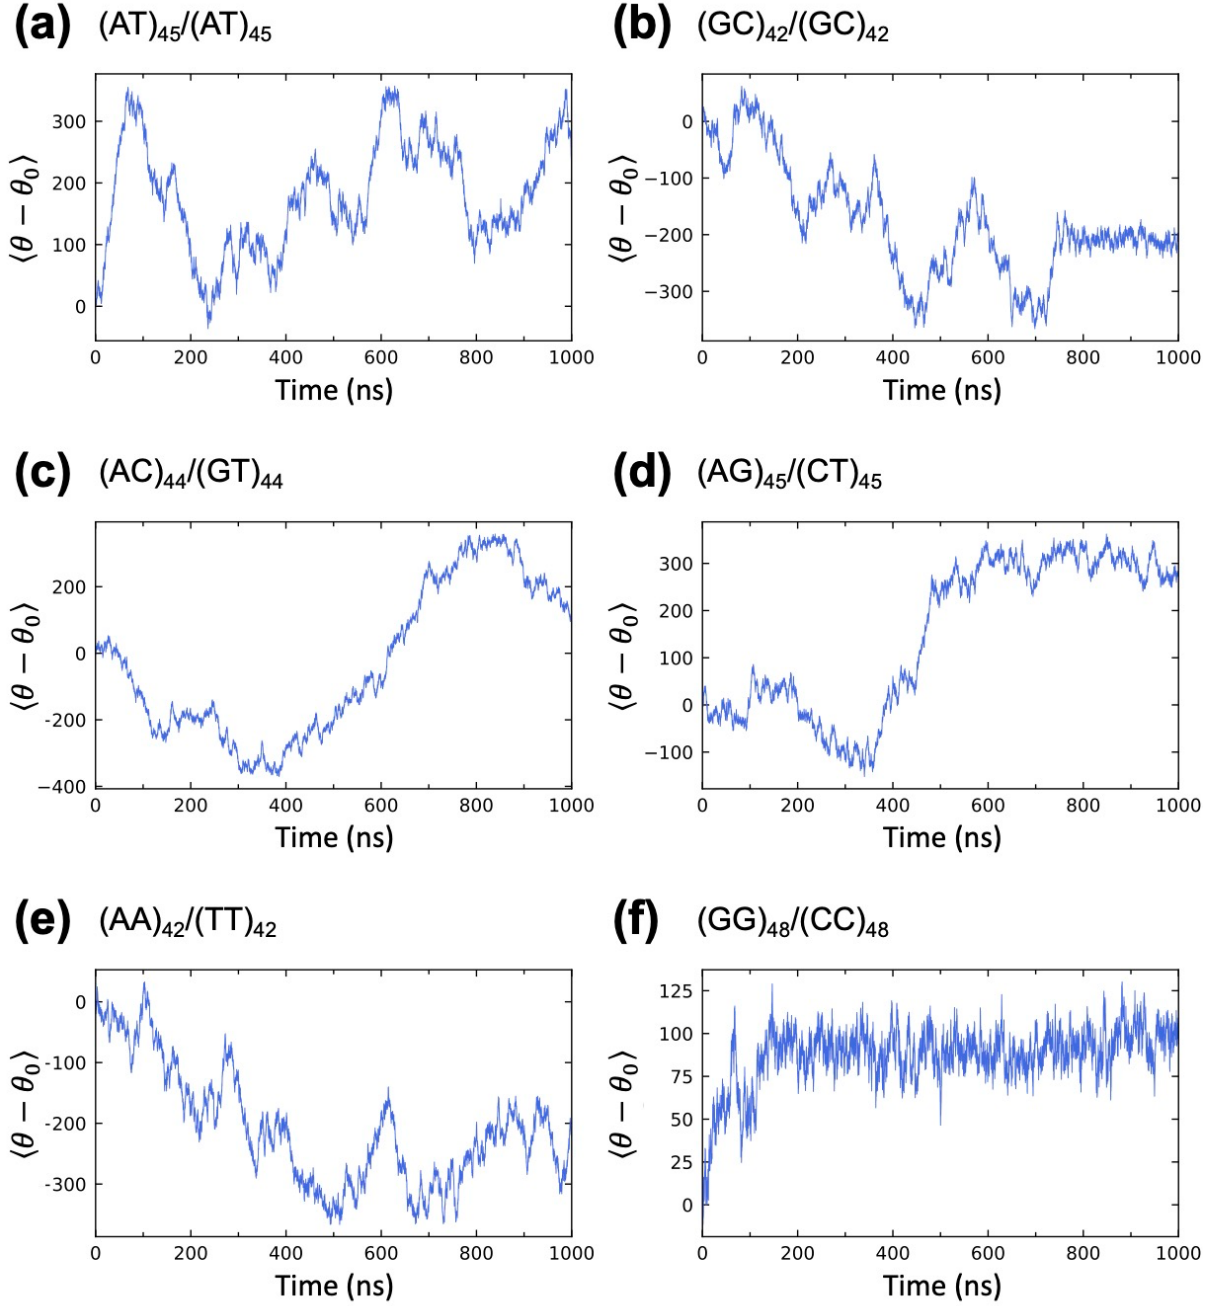 (a) (AT)₄₅/(AT)₄₅
300
200
100
0
⟨θ − θ₀⟩
0 200 400 600 800 1000
Time (ns)
(b) (GC)₄₂/(GC)₄₂
0
−100
−200
−300
⟨θ − θ₀⟩
0 200 400 600 800 1000
Time (ns)
(c) (AC)₄₄/(GT)₄₄
200
0
-200
−400
⟨θ − θ₀⟩
0 200 400 600 800 1000
Time (ns)
(d) (AG)₄₅/(CT)₄₅
300
200
100
0
−100
⟨θ − θ₀⟩
0 200 400 600 800 1000
Time (ns)
(e) (AA)₄₂/(TT)₄₂
0
-100
-200
-300
⟨θ − θ₀⟩
0 200 400 600 800 1000
Time (ns)
(f) (GG)₄₈/(CC)₄₈
125
100
75
50
25
0
⟨θ − θ₀⟩
0 200 400 600 800 1000
Time (ns)